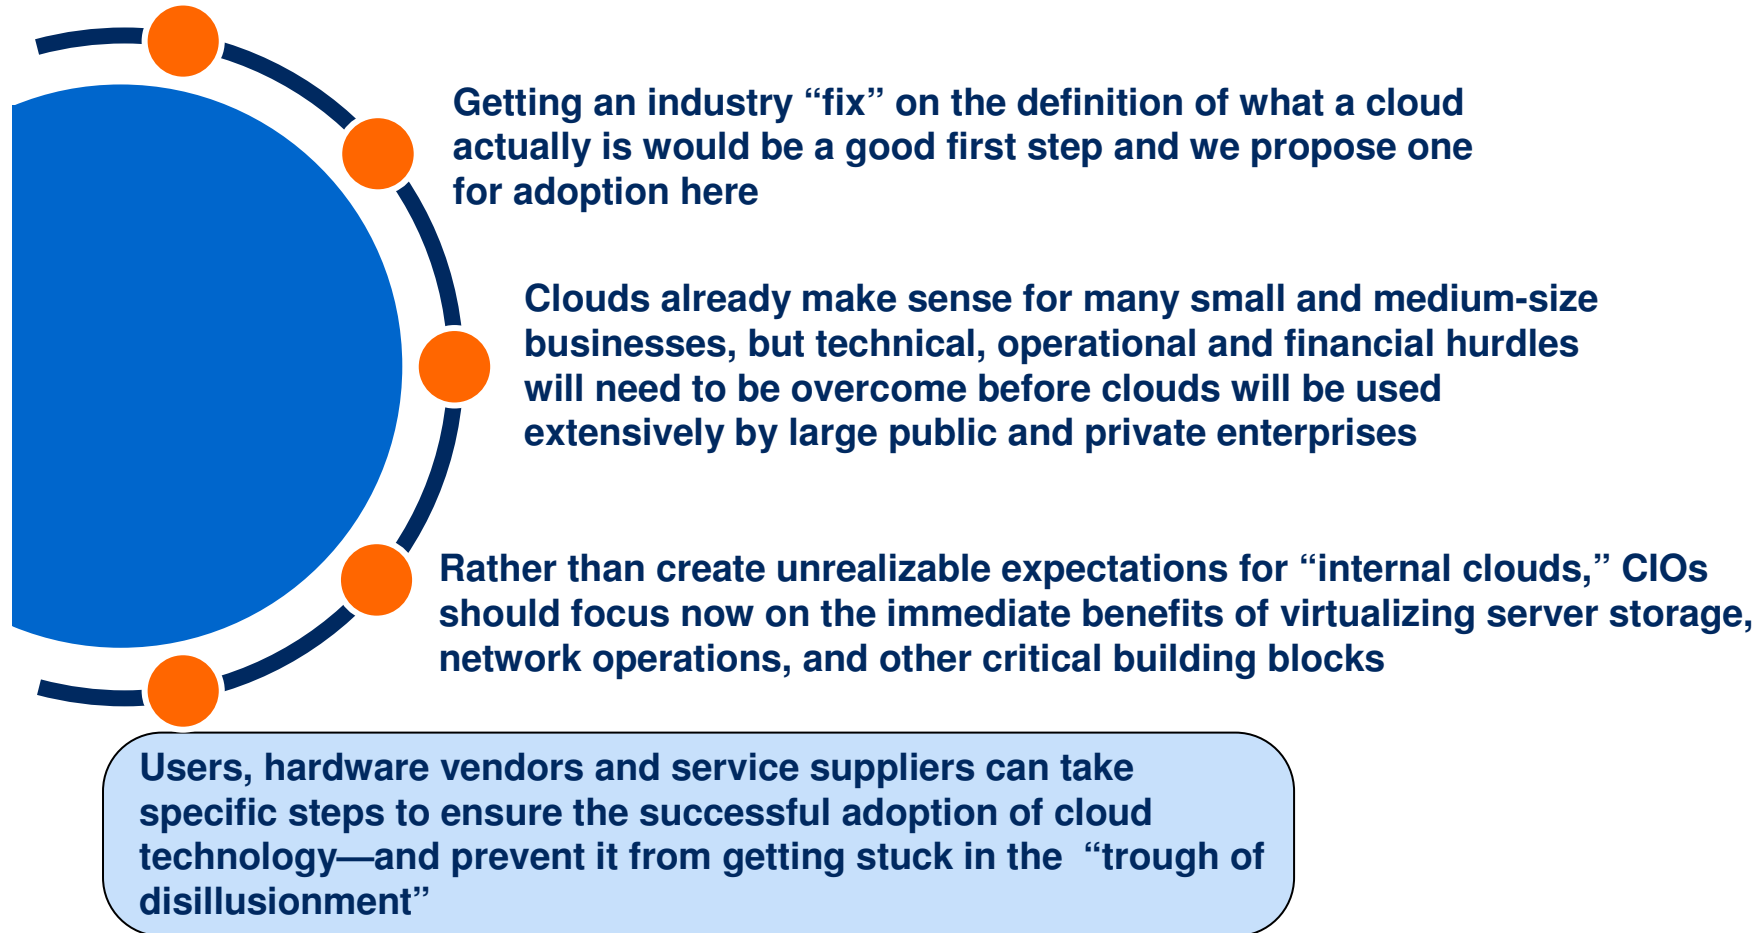 Getting an industry “fix” on the definition of what a cloud
actually is would be a good first step and we propose one
for adoption here
Clouds already make sense for many small and medium-size
businesses, but technical, operational and financial hurdles
will need to be overcome before clouds will be used
extensively by large public and private enterprises
Rather than create unrealizable expectations for “internal clouds,” CIOs
should focus now on the immediate benefits of virtualizing server storage,
network operations, and other critical building blocks
Users, hardware vendors and service suppliers can take
specific steps to ensure the successful adoption of cloud
technology—and prevent it from getting stuck in the “trough of
disillusionment”